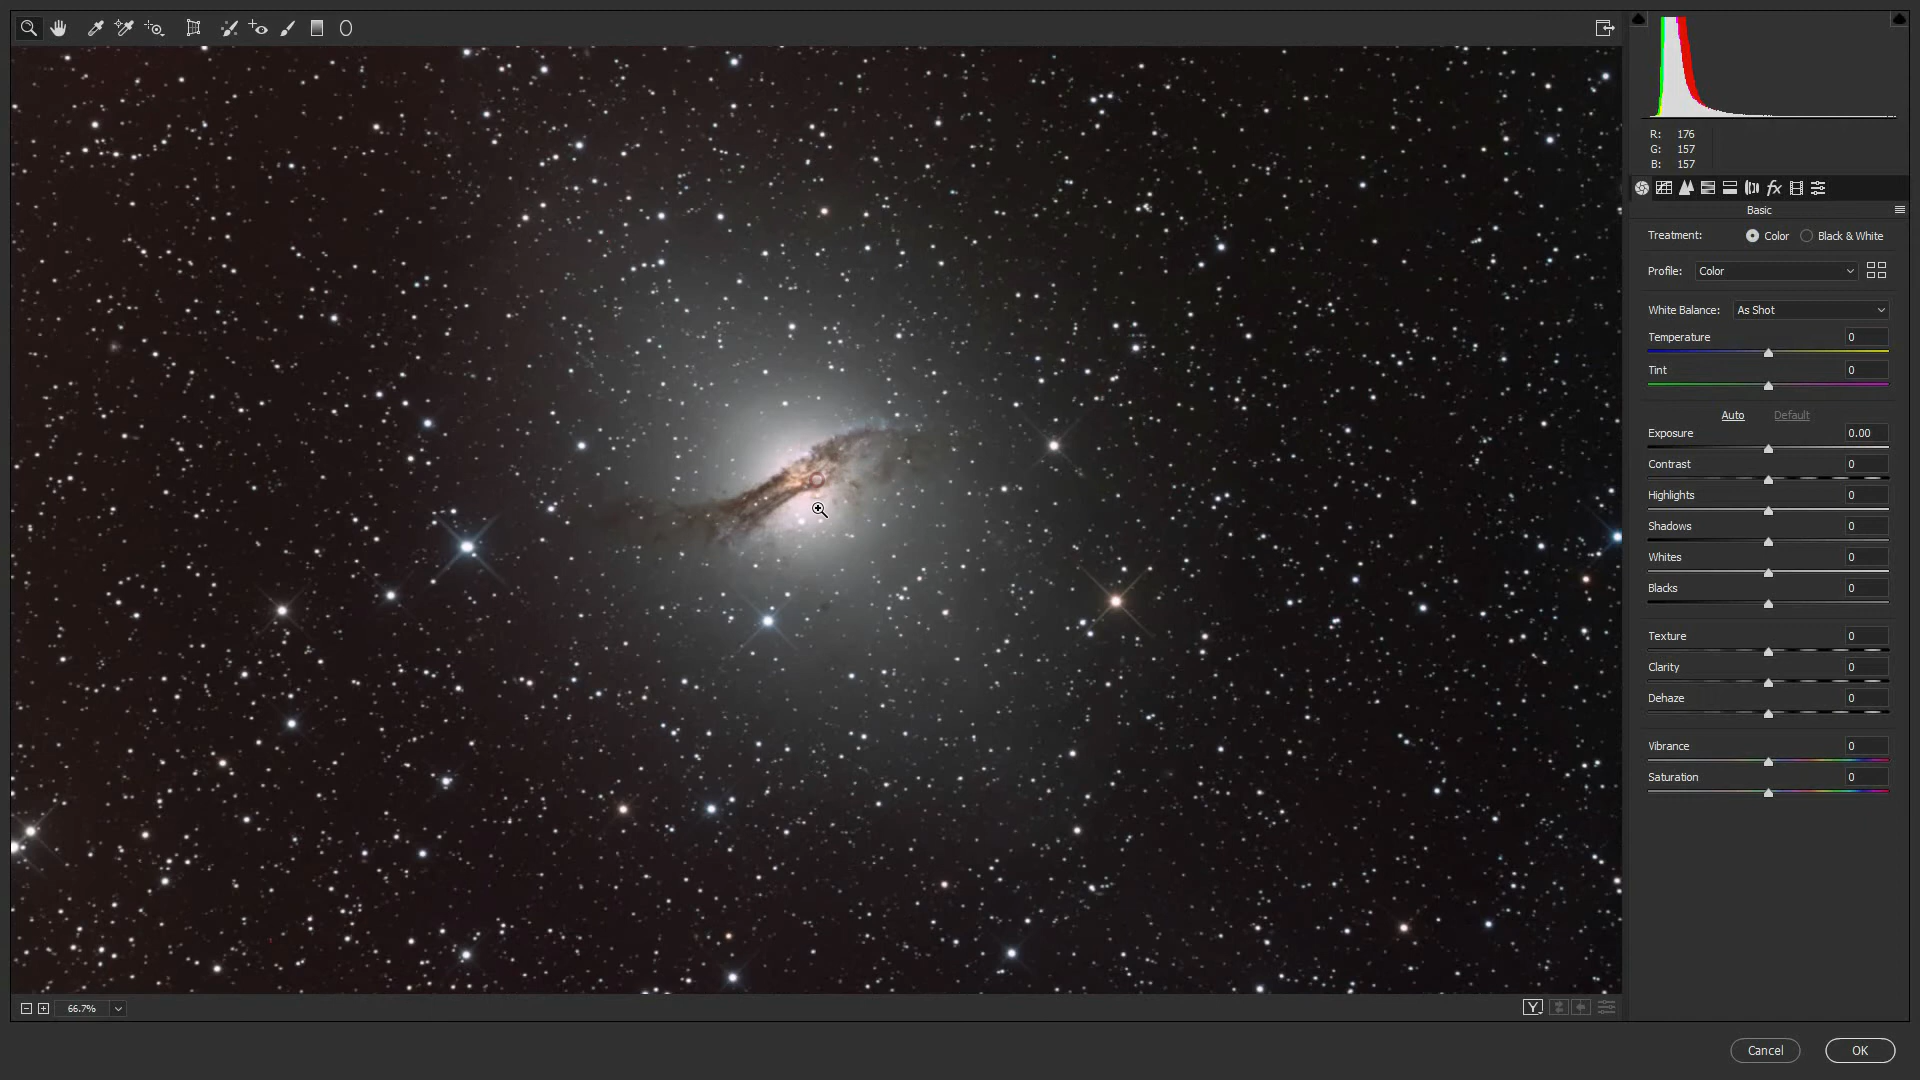 R: 176
G: 157
B: 157
fx
Basic
Treatment: Color Black & White
Profile: Color
White Balance: As Shot
Temperature 0
Tint 0
Auto Default
Exposure 0.00
Contrast 0
Highlights 0
Shadows 0
Whites 0
Blacks 0
Texture 0
Clarity 0
Dehaze 0
Vibrance 0
Saturation 0
66.7% Y
Cancel OK